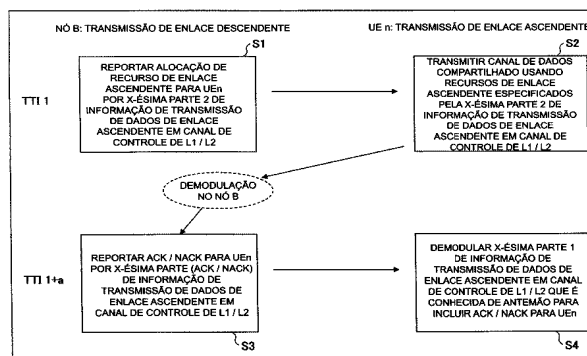 NÓ B: TRANSMISSÃO DE ENLACE DESCENDENTE
UE n: TRANSMISSÃO DE ENLACE ASCENDENTE
S1
S2
TTI 1
REPORTAR ALOCAÇÃO DE
RECURSO DE ENLACE
ASCENDENTE PARA UEn
POR X-ÉSIMA PARTE 2 DE
INFORMAÇÃO DE TRANSMISSÃO
DE DADOS DE ENLACE
ASCENDENTE EM CANAL DE
CONTROLE DE L1 / L2
TRANSMITIR CANAL DE DADOS
COMPARTILHADO USANDO
RECURSOS DE ENLACE
ASCENDENTE ESPECIFICADOS
PELA X-ÉSIMA PARTE 2 DE
INFORMAÇÃO DE TRANSMISSÃO
DE DADOS DE ENLACE
ASCENDENTE EM CANAL DE
CONTROLE DE L1 / L2
DEMODULAÇÃO
NO NÓ B
TTI 1+a
REPORTAR ACK / NACK PARA UEn
POR X-ÉSIMA PARTE (ACK / NACK)
DE INFORMAÇÃO DE
TRANSMISSÃO DE DADOS DE
ENLACE ASCENDENTE EM
CANAL DE CONTROLE DE L1 / L2
DEMODULAR X-ÉSIMA PARTE 1
DE INFORMAÇÃO DE
TRANSMISSÃO DE DADOS DE
ENLACE ASCENDENTE EM CANAL
DE CONTROLE DE L1 / L2 QUE É
CONHECIDA DE ANTEMÃO PARA
INCLUIR ACK / NACK PARA UEn
S3
S4